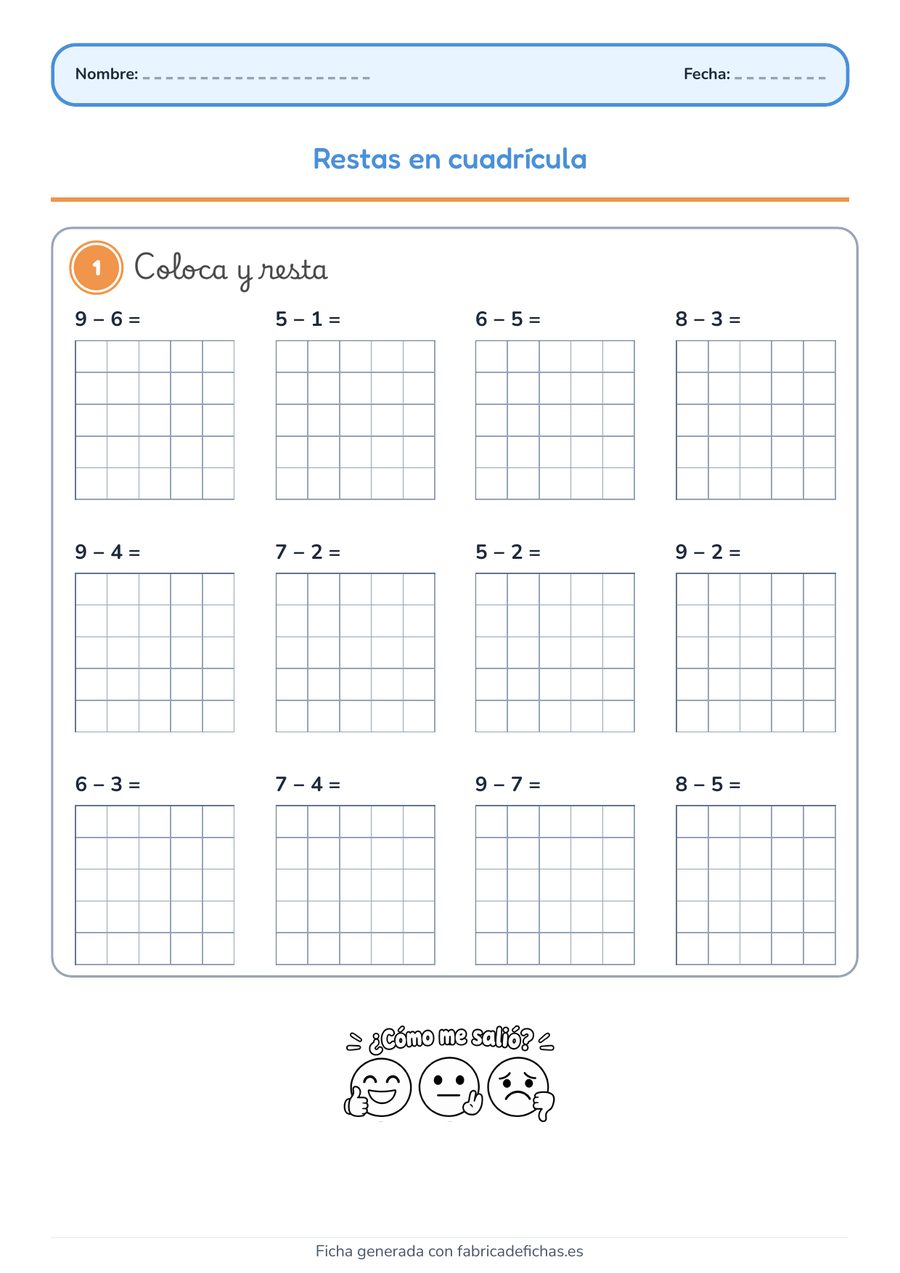 Nombre: Fecha:
Restas en cuadrícula
1 Coloca y resta
9 – 6 = 5 – 1 = 6 – 5 = 8 – 3 =
9 – 4 = 7 – 2 = 5 – 2 = 9 – 2 =
6 – 3 = 7 – 4 = 9 – 7 = 8 – 5 =
¿Cómo me salió?
Ficha generada con fabricadefichas.es